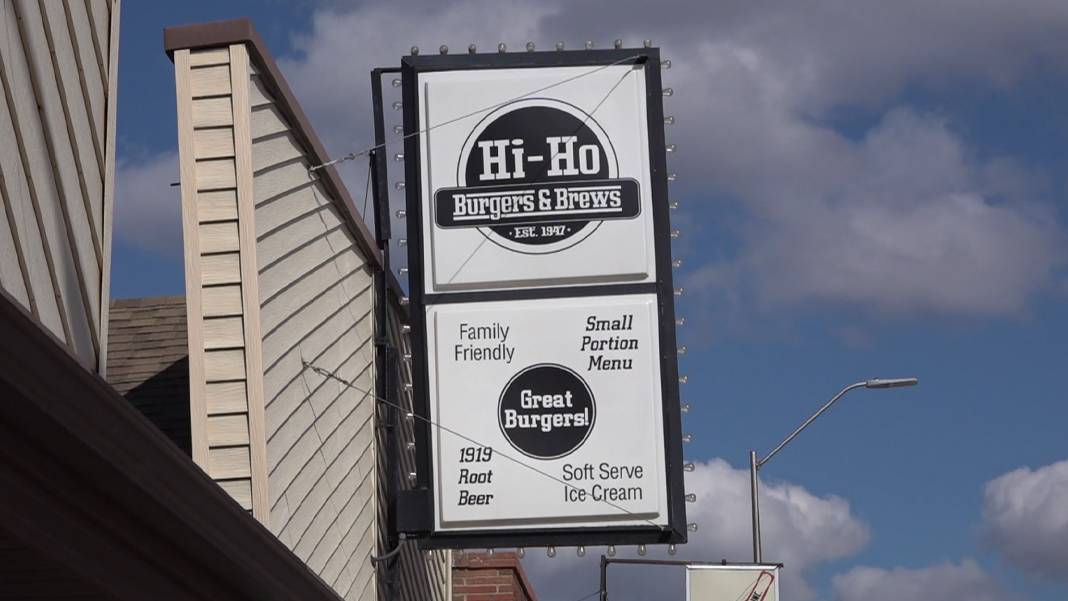 Hi-Ho
Burgers & Brews
· Est. 1947 ·
Family
Friendly
Small
Portion
Menu
Great
Burgers!
1919
Root
Beer
Soft Serve
Ice Cream